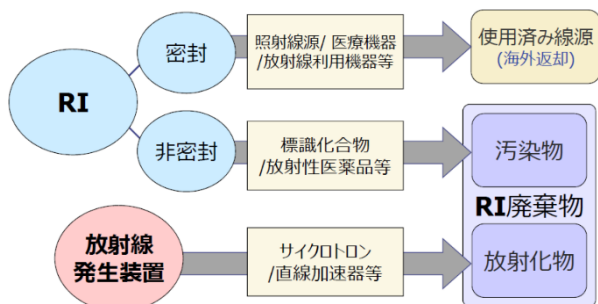 RI
密封
照射線源/ 医療機器
/放射線利用機器等
使用済み線源
(海外返却)
非密封
標識化合物
/放射性医薬品等
汚染物
RI廃棄物
放射線
発生装置
サイクロトロン
/直線加速器等
放射化物